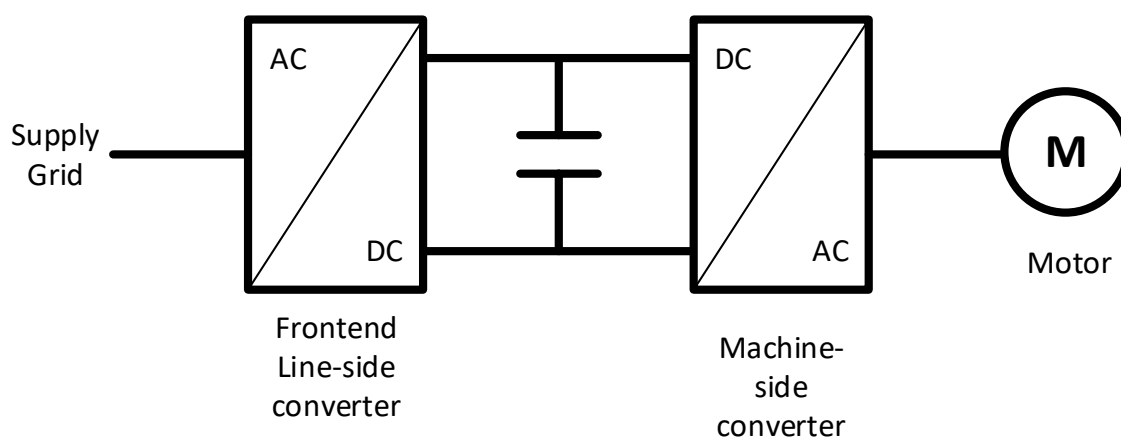 AC
DC
DC
AC
Supply
Grid
M
Motor
Frontend
Line-side
converter
Machine-
side
converter